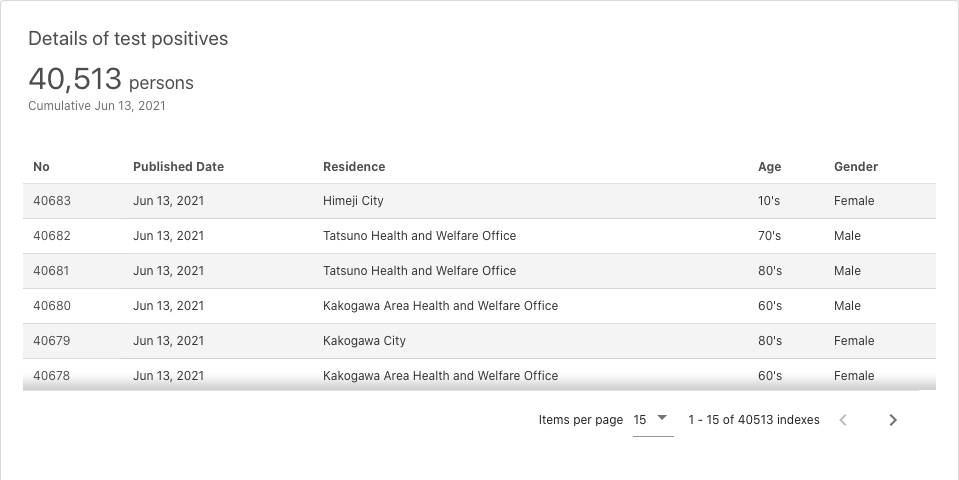 Details of test positives
40,513 persons
Cumulative Jun 13, 2021
No Published Date Residence Age Gender
40683 Jun 13, 2021 Himeji City 10's Female
40682 Jun 13, 2021 Tatsuno Health and Welfare Office 70's Male
40681 Jun 13, 2021 Tatsuno Health and Welfare Office 80's Male
40680 Jun 13, 2021 Kakogawa Area Health and Welfare Office 60's Male
40679 Jun 13, 2021 Kakogawa City 80's Female
40678 Jun 13, 2021 Kakogawa Area Health and Welfare Office 60's Female
Items per page 15 1 - 15 of 40513 indexes